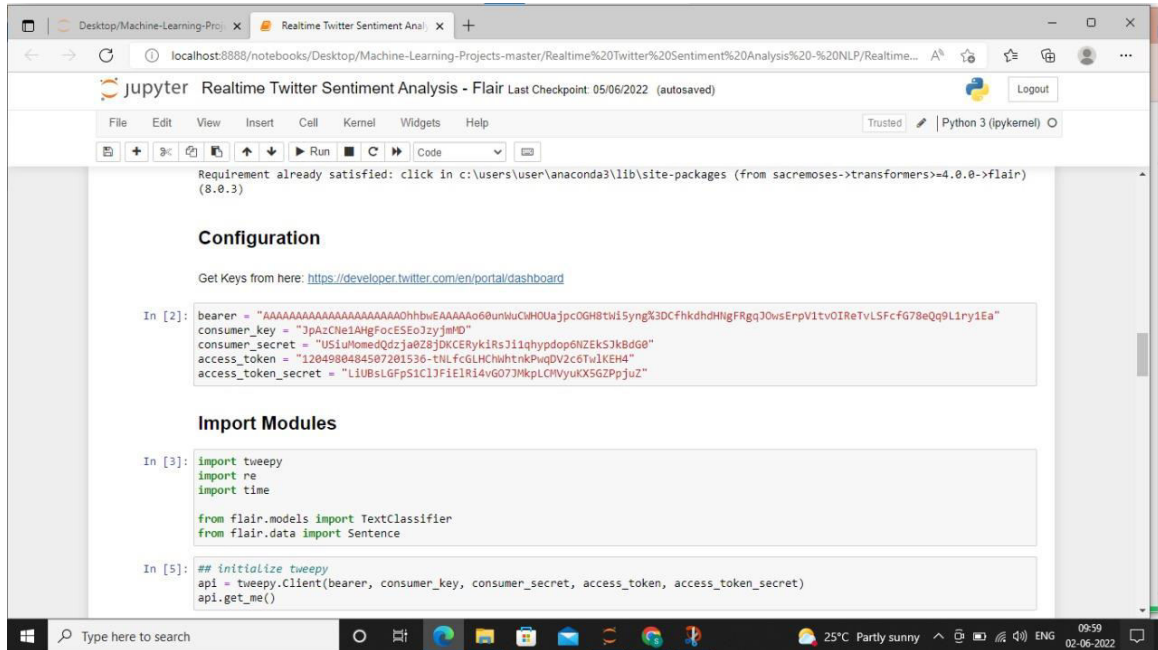 Desktop/Machine-Learning-Proj
Realtime Twitter Sentiment Anal
localhost:8888/notebooks/Desktop/Machine-Learning-Projects-master/Realtime%20Twitter%20Sentiment%20Analysis%20-%20NLP/Realtime...
jupyter Realtime Twitter Sentiment Analysis - Flair Last Checkpoint: 05/06/2022 (autosaved)
Logout
File Edit View Insert Cell Kernel Widgets Help
Trusted Python 3 (ipykernel)
Run Code
Requirement already satisfied: click in c:\users\user\anaconda3\lib\site-packages (from sacremoses->transformers>=4.0.0->flair)
(8.0.3)
Configuration
Get Keys from here: https://developer.twitter.com/en/portal/dashboard
In [2]: bearer =
consumer_key =
consumer_secret =
access_token =
access_token_secret =
Import Modules
In [3]: import tweepy
import re
import time
from flair.models import TextClassifier
from flair.data import Sentence
In [5]: ## initialize tweepy
api = tweepy.Client(bearer, consumer_key, consumer_secret, access_token, access_token_secret)
api.get_me()
Type here to search
25°C Partly sunny
ENG
09:59
02-06-2022